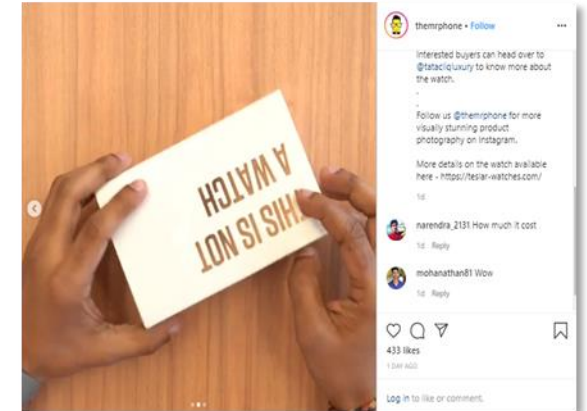 THIS IS NOT
A WATCH
themrphone • Follow
Interested buyers can head over to
@tatacliqluxury to know more about
the watch.
.
.
Follow us @themrphone for more
visually stunning product
photography on Instagram.
More details on the watch available
here - https://teslar-watches.com/
1d
narendra_2131 How much it cost
1d Reply
mohanathan81 Wow
1d Reply
433 likes
1 DAY AGO
Log in to like or comment.